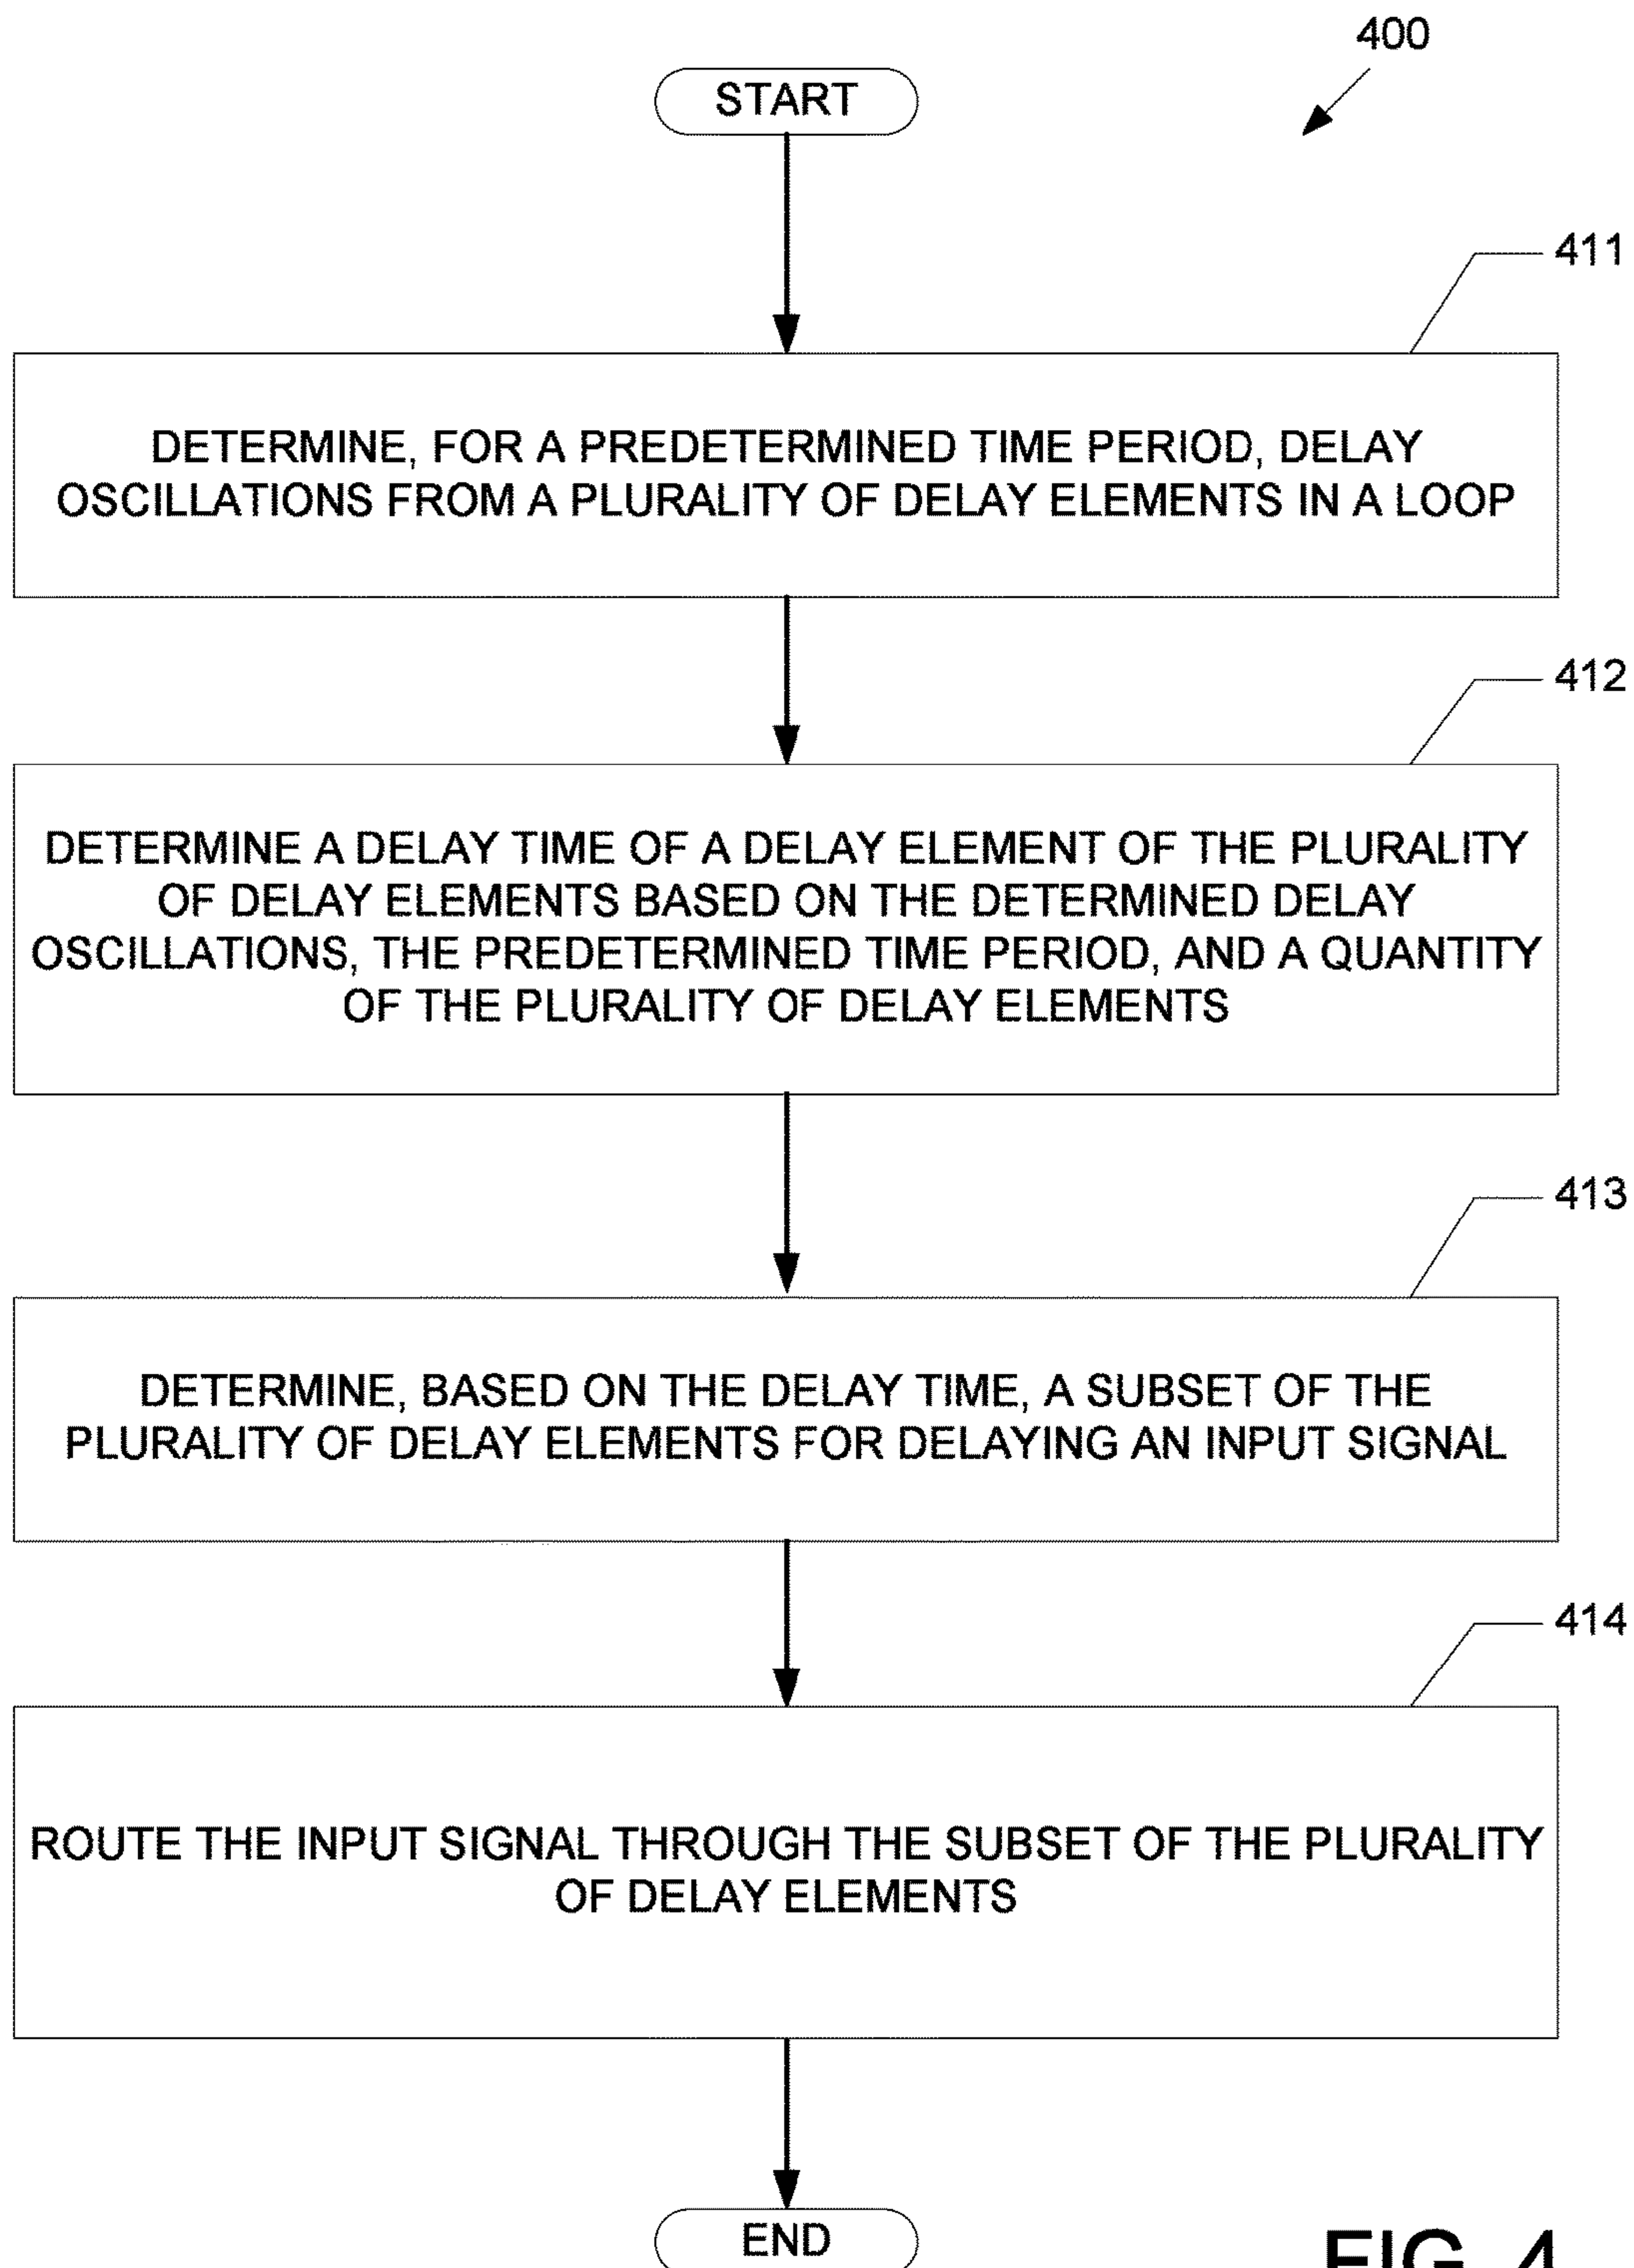 400
START
411
DETERMINE, FOR A PREDETERMINED TIME PERIOD, DELAY
OSCILLATIONS FROM A PLURALITY OF DELAY ELEMENTS IN A LOOP
412
DETERMINE A DELAY TIME OF A DELAY ELEMENT OF THE PLURALITY
OF DELAY ELEMENTS BASED ON THE DETERMINED DELAY
OSCILLATIONS, THE PREDETERMINED TIME PERIOD, AND A QUANTITY
OF THE PLURALITY OF DELAY ELEMENTS
413
DETERMINE, BASED ON THE DELAY TIME, A SUBSET OF THE
PLURALITY OF DELAY ELEMENTS FOR DELAYING AN INPUT SIGNAL
414
ROUTE THE INPUT SIGNAL THROUGH THE SUBSET OF THE PLURALITY
OF DELAY ELEMENTS
END
FIG. 4